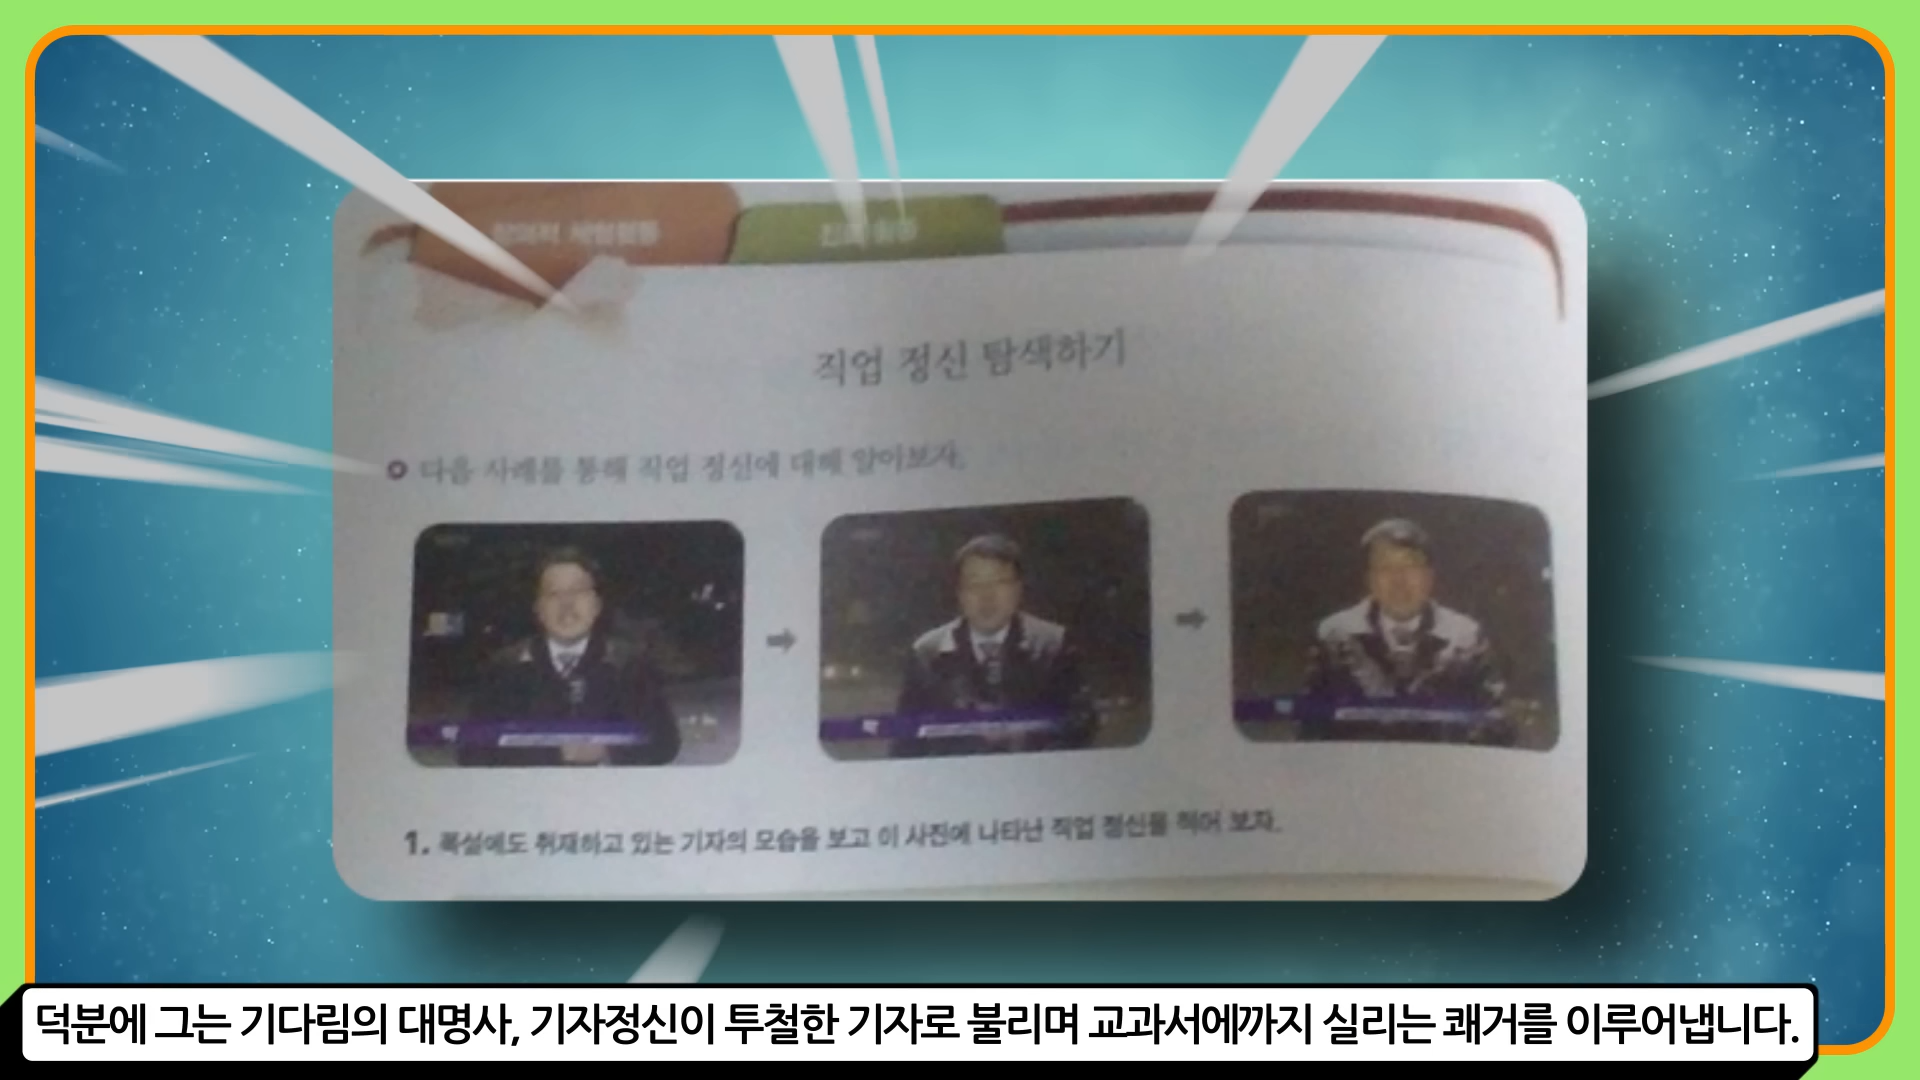 직업 정신 탐색하기
다음 사례를 통해 직업 정신에 대해 알아보자.
1. 폭설에도 취재하고 있는 기자의 모습을 보고 이 사진에 나타난 직업 정신을 적어 보자.
덕분에 그는 기다림의 대명사, 기자정신이 투철한 기자로 불리며 교과서에까지 실리는 쾌거를 이루어냅니다.